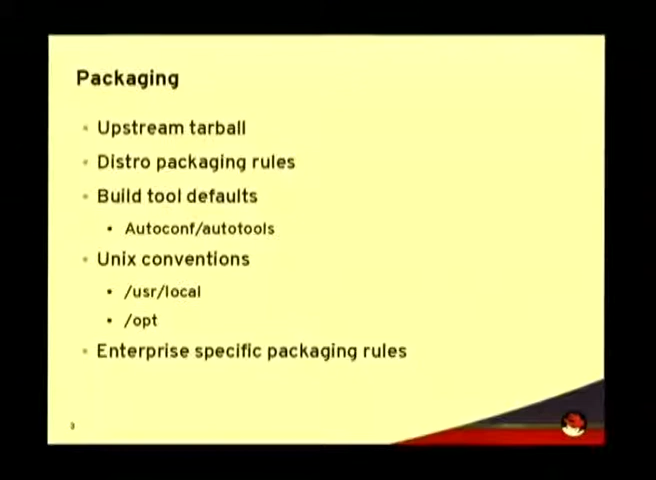 Packaging
Upstream tarball
Distro packaging rules
Build tool defaults
Autoconf/autotools
Unix conventions
/usr/local
/opt
Enterprise specific packaging rules
3